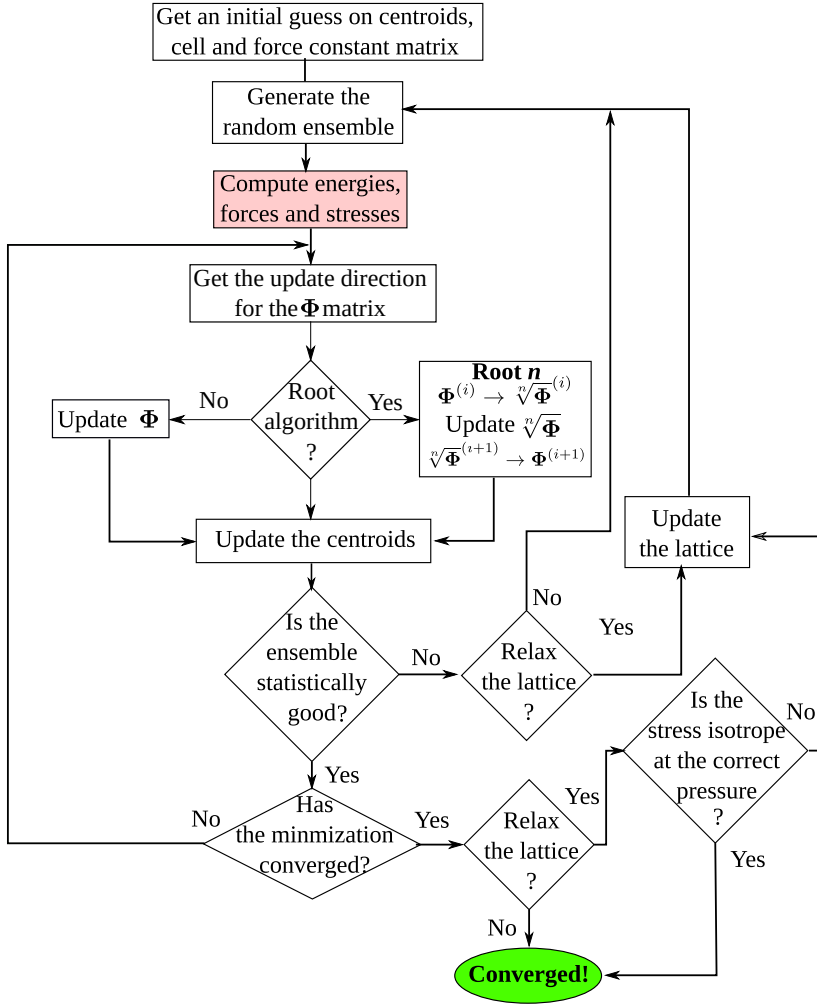 Get an initial guess on centroids,
cell and force constant matrix
Generate the
random ensemble
Compute energies,
forces and stresses
Get the update direction
for the Φ matrix
Root
algorithm
?
No
Yes
Update Φ
Root n
Φ⁽ⁱ⁾ → ⁿ√Φ⁽ⁱ⁾
Update ⁿ√Φ
ⁿ√Φ⁽ⁱ⁺¹⁾ → Φ⁽ⁱ⁺¹⁾
Update the centroids
Update
the lattice
Is the
ensemble
statistically
good?
No
Yes
Relax
the lattice
?
No
Yes
Has
the minmization
converged?
No
Yes
Relax
the lattice
?
Yes
No
Is the
stress isotrope
at the correct
pressure
?
No
Yes
Converged!